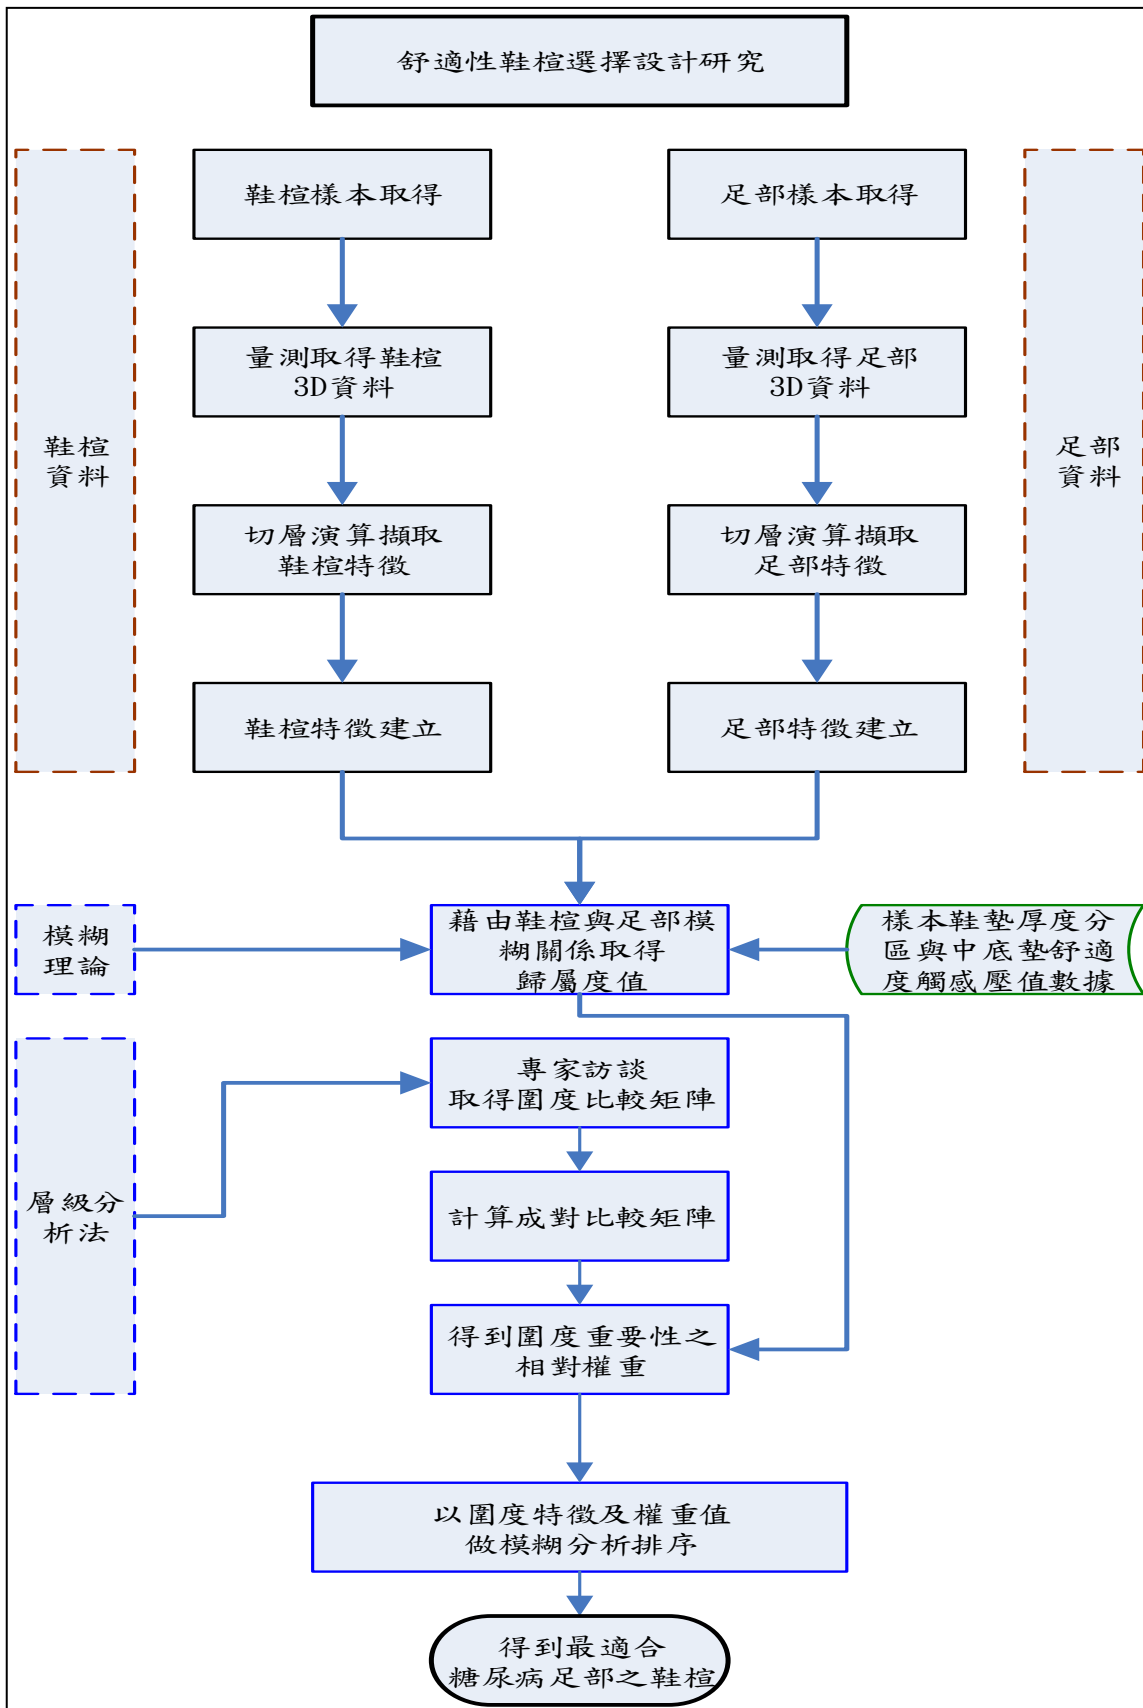 舒適性鞋楦選擇設計研究
鞋楦樣本取得
足部樣本取得
量測取得鞋楦
3D資料
量測取得足部
3D資料
鞋楦
資料
足部
資料
切層演算擷取
鞋楦特徵
切層演算擷取
足部特徵
鞋楦特徵建立
足部特徵建立
模糊
理論
藉由鞋楦與足部模
糊關係取得
歸屬度值
樣本鞋墊厚度分
區與中底墊舒適
度觸感壓值數據
專家訪談
取得圍度比較矩陣
層級分
析法
計算成對比較矩陣
得到圍度重要性之
相對權重
以圍度特徵及權重值
做模糊分析排序
得到最適合
糖尿病足部之鞋楦